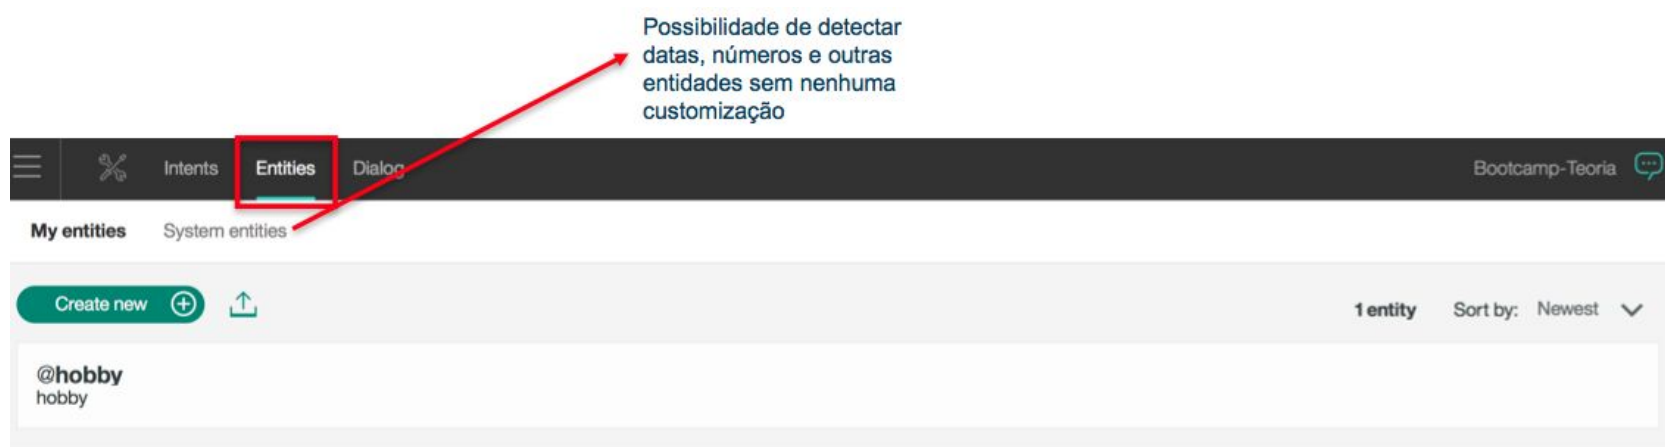 Possibilidade de detectar
datas, números e outras
entidades sem nenhuma
customização
Intents Entities Dialog Bootcamp-Teoria
My entities System entities
Create new 1 entity Sort by: Newest
@hobby
hobby